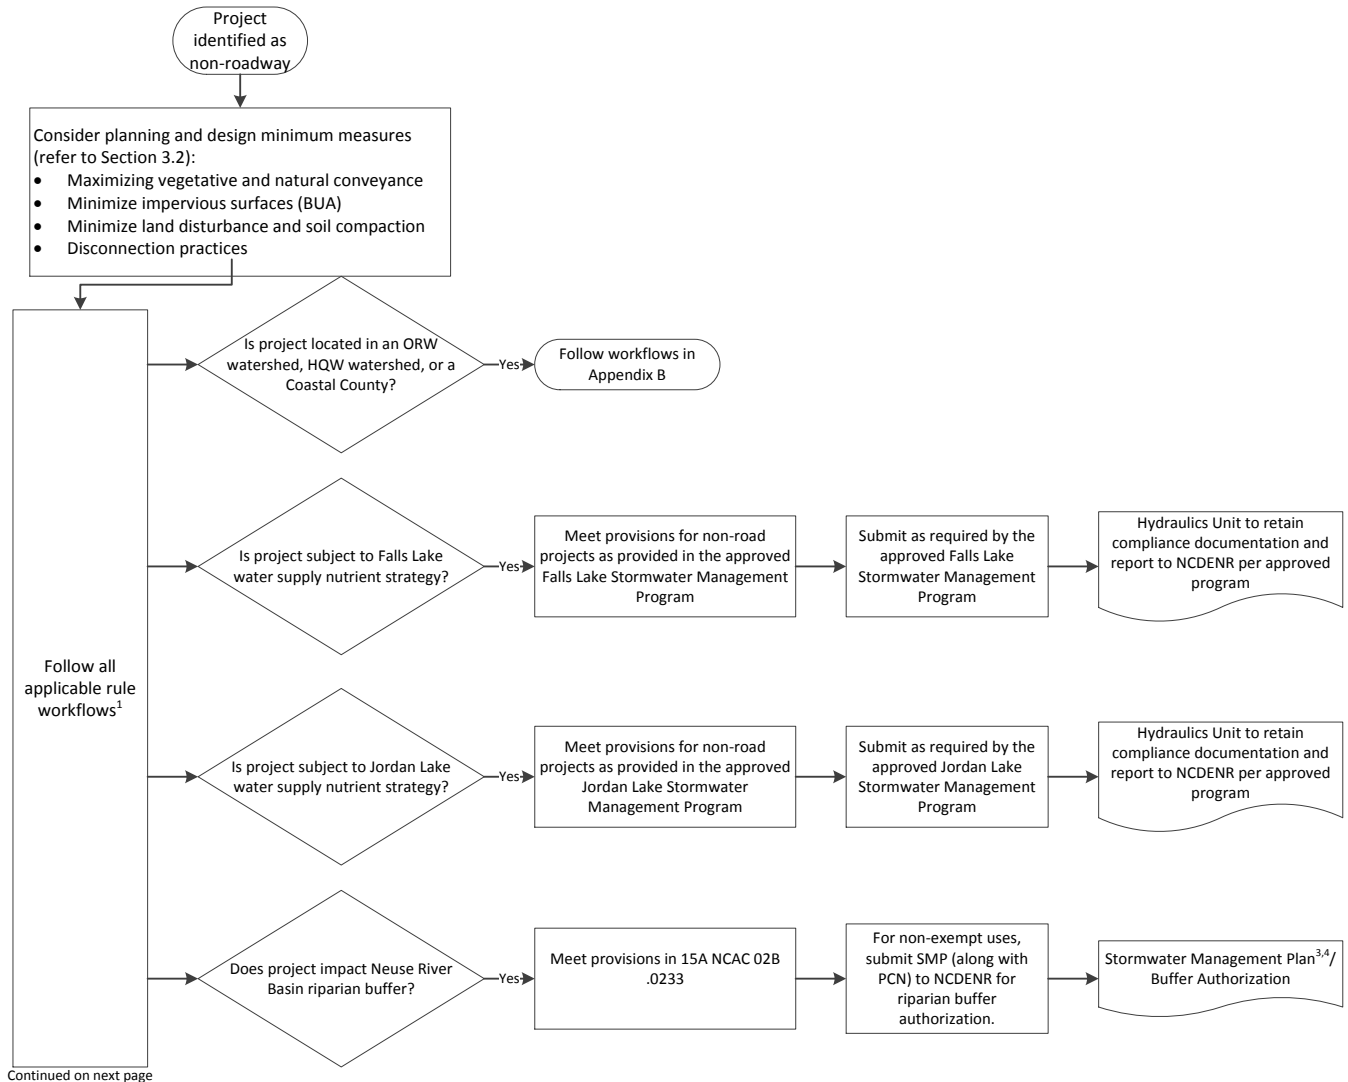 Project
identified as
non-roadway
Consider planning and design minimum measures
(refer to Section 3.2):
• Maximizing vegetative and natural conveyance
• Minimize impervious surfaces (BUA)
• Minimize land disturbance and soil compaction
• Disconnection practices
Follow all
applicable rule
workflows¹
Is project located in an ORW
watershed, HQW watershed, or a
Coastal County?
Yes
Follow workflows in
Appendix B
Is project subject to Falls Lake
water supply nutrient strategy?
Yes
Meet provisions for non-road
projects as provided in the approved
Falls Lake Stormwater Management
Program
Submit as required by the
approved Falls Lake
Stormwater Management
Program
Hydraulics Unit to retain
compliance documentation and
report to NCDENR per approved
program
Is project subject to Jordan Lake
water supply nutrient strategy?
Yes
Meet provisions for non-road
projects as provided in the approved
Jordan Lake Stormwater
Management Program
Submit as required by the
approved Jordan Lake
Stormwater Management
Program
Hydraulics Unit to retain
compliance documentation and
report to NCDENR per approved
program
Does project impact Neuse River
Basin riparian buffer?
Yes
Meet provisions in 15A NCAC 02B
.0233
For non-exempt uses,
submit SMP (along with
PCN) to NCDENR for
riparian buffer
authorization.
Stormwater Management Plan³,⁴/
Buffer Authorization
Continued on next page